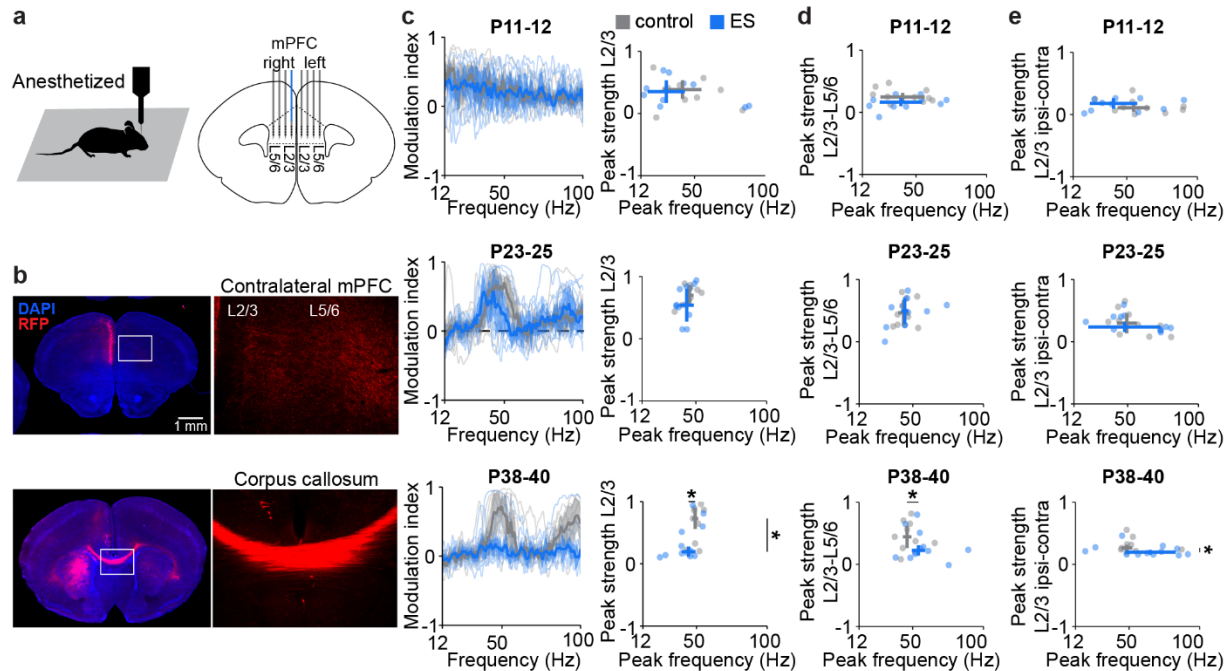 a
Anesthetized
mPFC
right left
L5/6
L2/3
L2/3
L5/6
b
DAPI
RFP
1 mm
Contralateral mPFC
L2/3 L5/6
Corpus callosum
c
control ES
P11-12
Modulation index
1
0
-1
12 50 100
Frequency (Hz)
Peak strength L2/3
1
0
-1
12 50 100
Peak frequency (Hz)
P23-25
Modulation index
1
0
-1
12 50 100
Frequency (Hz)
Peak strength L2/3
1
0
-1
12 50 100
Peak frequency (Hz)
P38-40
Modulation index
1
0
-1
12 50 100
Frequency (Hz)
Peak strength L2/3
1
0
-1
*
*
12 50 100
Peak frequency (Hz)
d
P11-12
Peak strength
L2/3-L5/6
1
0
-1
12 50 100
Peak frequency (Hz)
P23-25
Peak strength
L2/3-L5/6
1
0
-1
12 50 100
Peak frequency (Hz)
P38-40
Peak strength
L2/3-L5/6
1
0
-1
*
12 50 100
Peak frequency (Hz)
e
P11-12
Peak strength
L2/3 ipsi-contra
1
0
-1
12 50 100
Peak frequency (Hz)
P23-25
Peak strength
L2/3 ipsi-contra
1
0
-1
12 50 100
Peak frequency (Hz)
P38-40
Peak strength
L2/3 ipsi-contra
1
0
-1
*
12 50 100
Peak frequency (Hz)